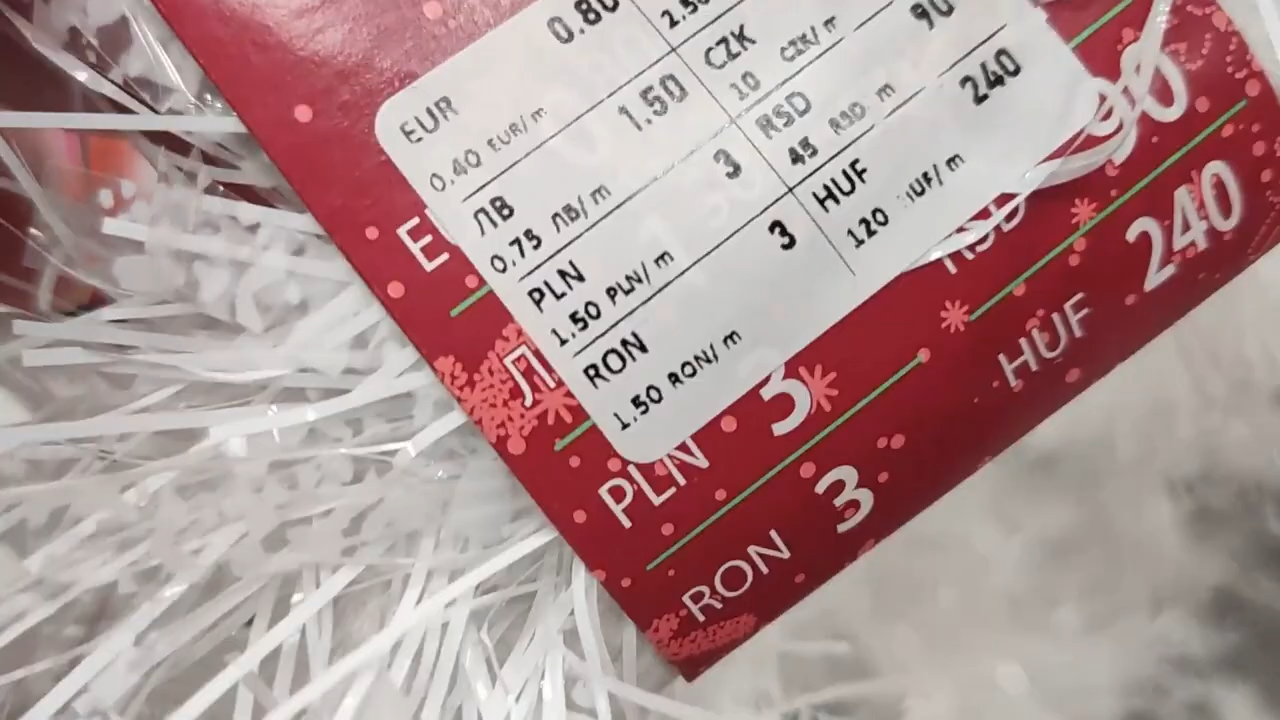 EUR 0.80
0.40 EUR/m
ЛВ 1.50
0.75 ЛВ/m
PLN 3
1.50 PLN/m
RON 3
1.50 RON/m
CZK
10 CZK/m
RSD 90
45 RSD m
HUF 240
120 HUF/m
PLN 3
RON 3
RSD 90
HUF 240